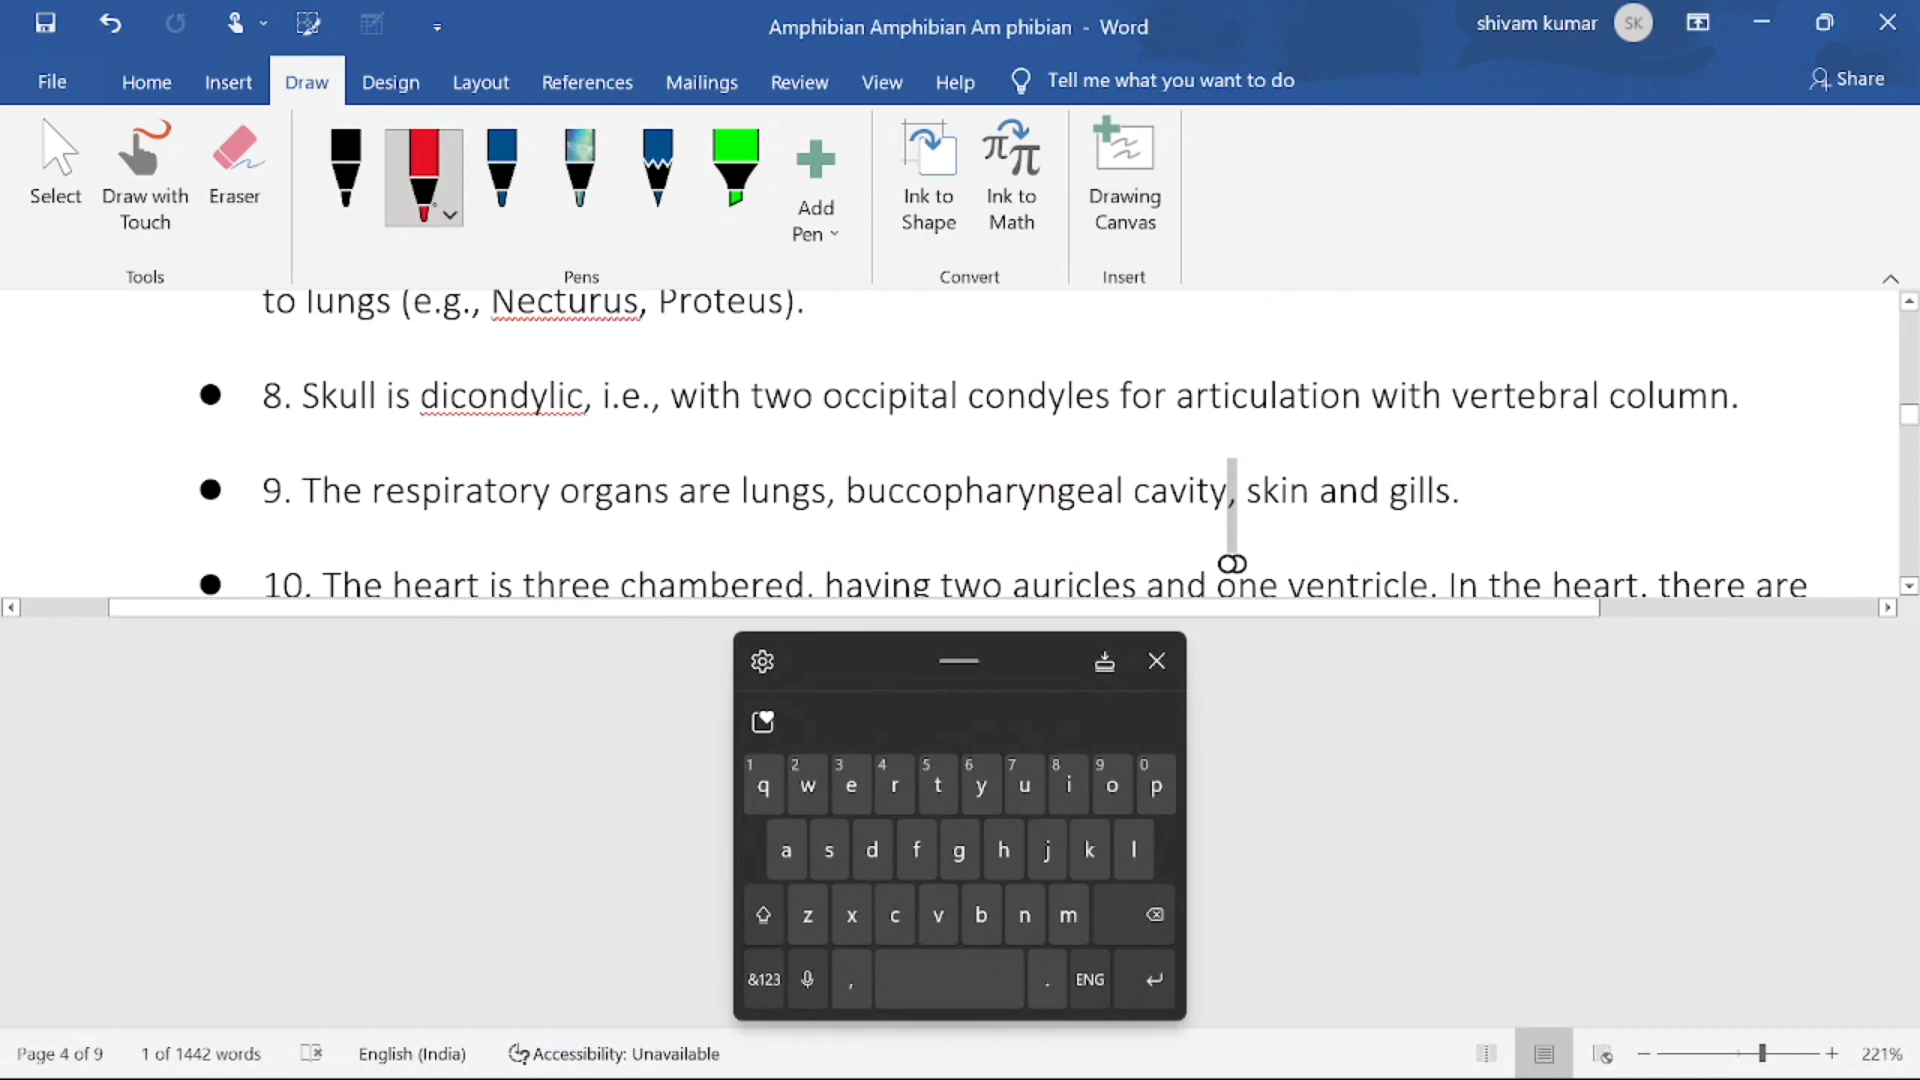 Amphibian Amphibian Am phibian - Word
shivam kumar
SK
File
Home
Insert
Draw
Design
Layout
References
Mailings
Review
View
Help
Tell me what you want to do
Share
Select
Draw with
Touch
Eraser
Add
Pen
Ink to
Shape
Ink to
Math
Drawing
Canvas
Tools
Pens
Convert
Insert
to lungs (e.g., Necturus, Proteus).
● 8. Skull is dicondylic, i.e., with two occipital condyles for articulation with vertebral column.
● 9. The respiratory organs are lungs, buccopharyngeal cavity, skin and gills.
● 10. The heart is three chambered, having two auricles and one ventricle. In the heart, there are
1 2 3 4 5 6 7 8 9 0
q w e r t y u i o p
a s d f g h j k l
z x c v b n m
&123 , . ENG
Page 4 of 9
1 of 1442 words
English (India)
Accessibility: Unavailable
221%